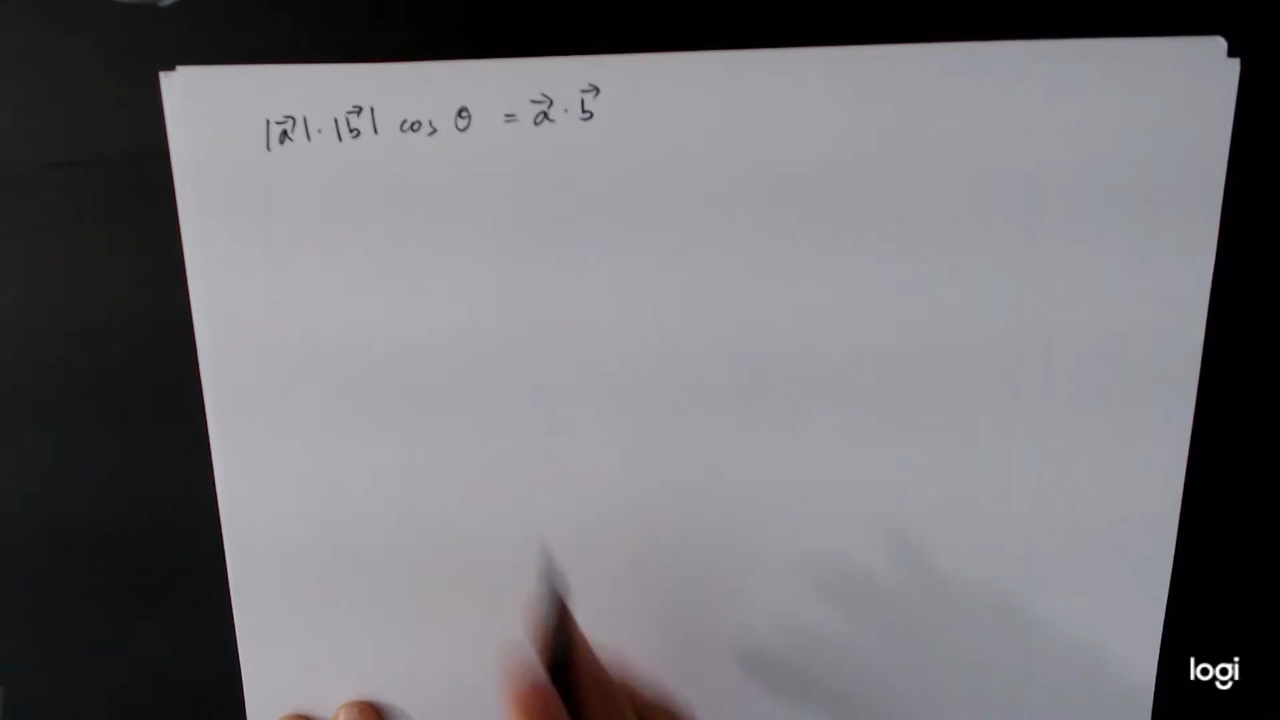 |a⃗|·|b⃗| cos θ = a⃗·b⃗
logi